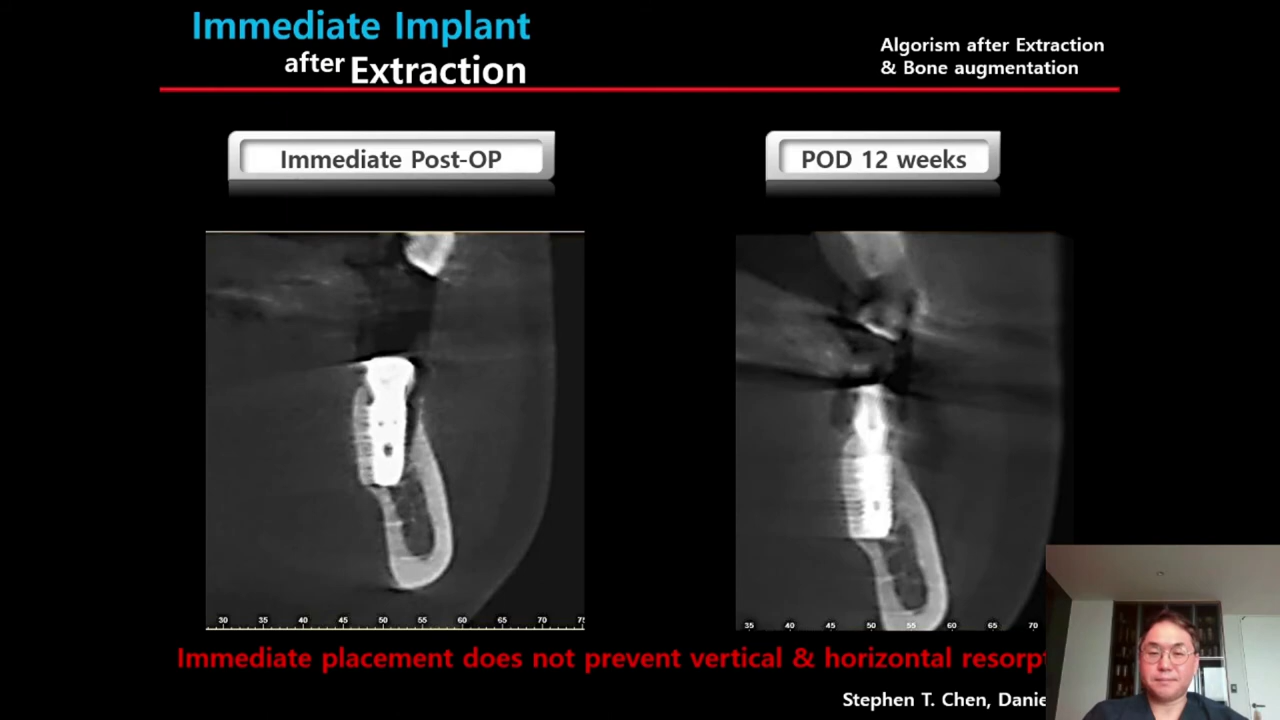 Immediate Implant
after Extraction
Algorism after Extraction
& Bone augmentation
Immediate Post-OP
POD 12 weeks
30 35 40 45 50 55 60 65 70
35 40 45 50 55 60 65 70
Immediate placement does not prevent vertical & horizontal
Stephen T. Chen,